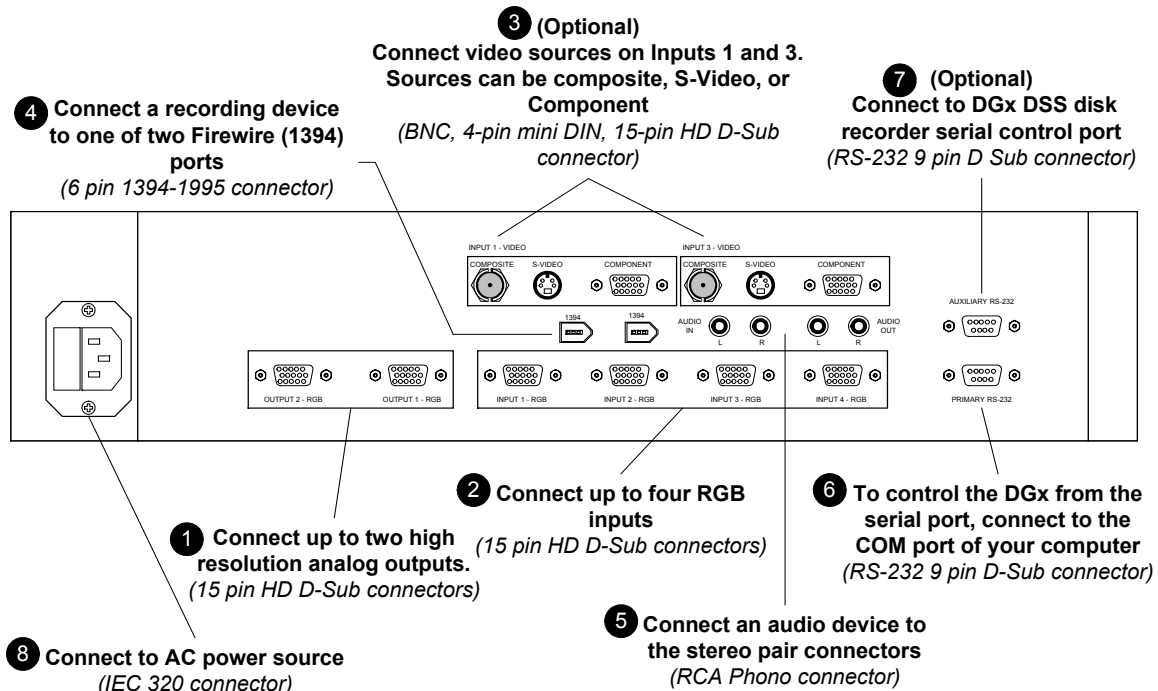 3 (Optional)
Connect video sources on Inputs 1 and 3.
Sources can be composite, S-Video, or
Component
(BNC, 4-pin mini DIN, 15-pin HD D-Sub
connector)
7 (Optional)
Connect to DGx DSS disk
recorder serial control port
(RS-232 9 pin D Sub connector)
4 Connect a recording device
to one of two Firewire (1394)
ports
(6 pin 1394-1995 connector)
INPUT 1 - VIDEO
COMPOSITE S-VIDEO COMPONENT
INPUT 3 - VIDEO
COMPOSITE S-VIDEO COMPONENT
1394 1394
AUDIO
IN
L R L R
AUDIO
OUT
AUXILIARY RS-232
OUTPUT 2 - RGB OUTPUT 1 - RGB
INPUT 1 - RGB INPUT 2 - RGB INPUT 3 - RGB INPUT 4 - RGB
PRIMARY RS-232
2 Connect up to four RGB
inputs
(15 pin HD D-Sub connectors)
6 To control the DGx from the
serial port, connect to the
COM port of your computer
(RS-232 9 pin D-Sub connector)
1 Connect up to two high
resolution analog outputs.
(15 pin HD D-Sub connectors)
5 Connect an audio device to
the stereo pair connectors
(RCA Phono connector)
8 Connect to AC power source
(IEC 320 connector)